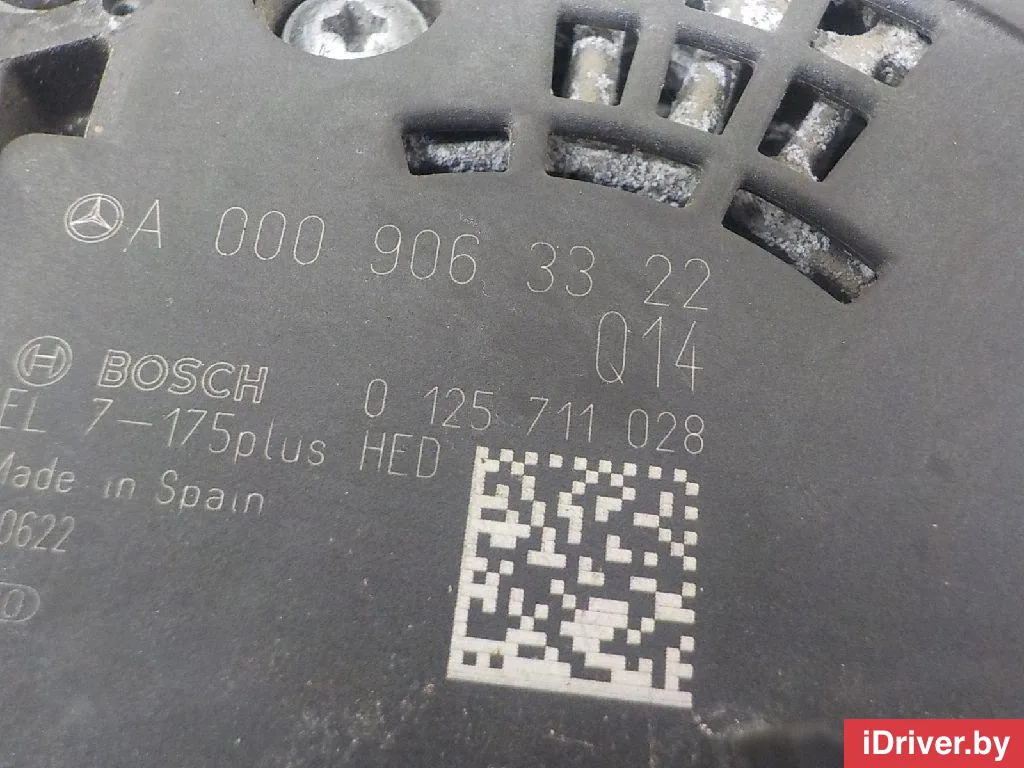 A 000 906 33 22
Q14
BOSCH
0 125 711 028
EL 7-175plus HED
Made in Spain
0622
iDriver.by